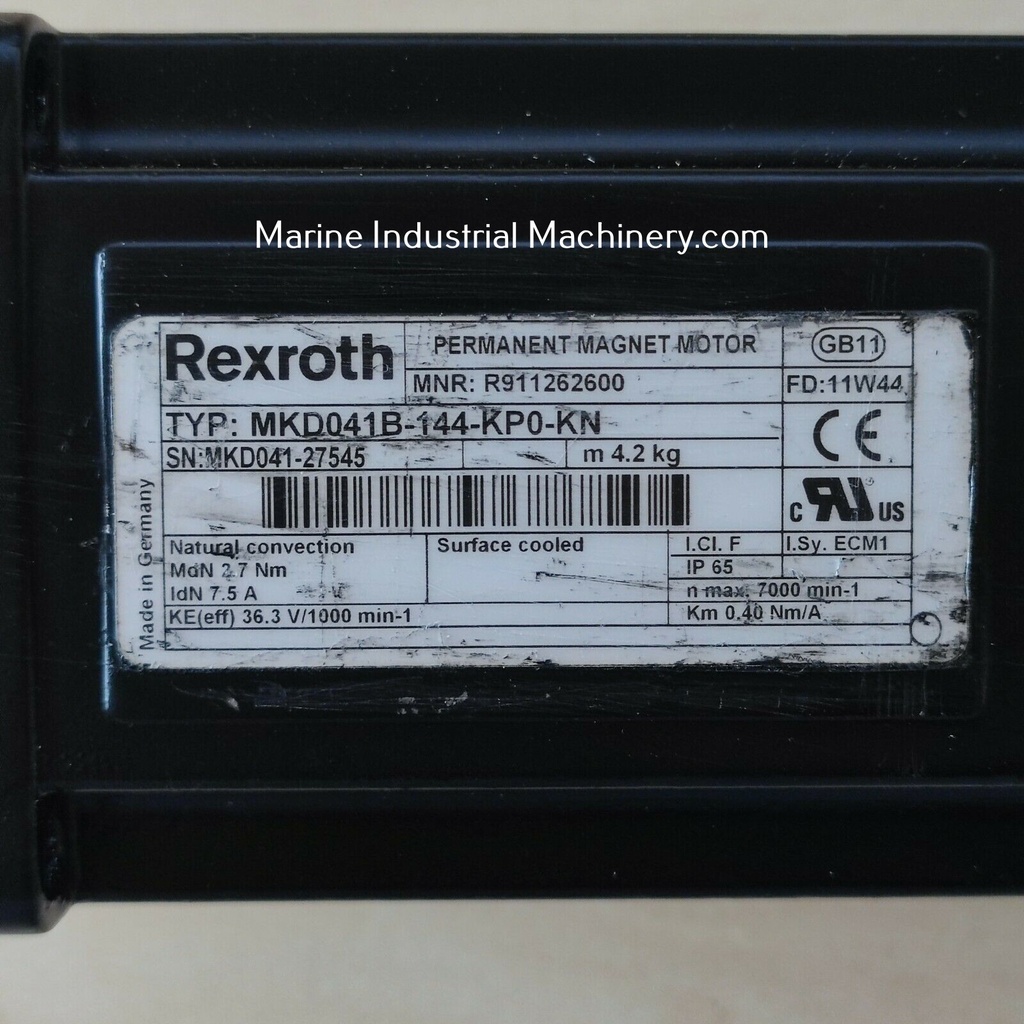 Marine Industrial Machinery.com
Rexroth
PERMANENT MAGNET MOTOR
GB11
MNR: R911262600
FD:11W44
TYP: MKD041B-144-KP0-KN
CE
SN:MKD041-27545
m 4.2 kg
c RU US
Made in Germany
Natural convection
Surface cooled
I.Cl. F
I.Sy. ECM1
MdN 2.7 Nm
IP 65
IdN 7.5 A
n max. 7000 min-1
KE(eff) 36.3 V/1000 min-1
Km 0.40 Nm/A